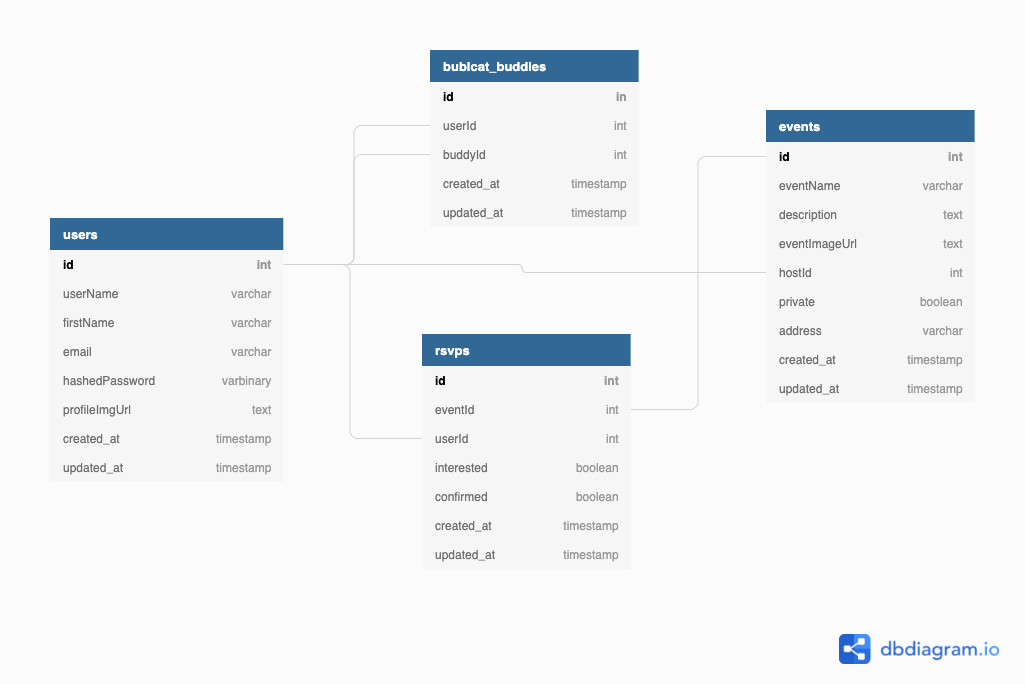 bublcat_buddies
id in
userId int
buddyId int
created_at timestamp
updated_at timestamp
events
id int
eventName varchar
description text
eventImageUrl text
hostId int
private boolean
address varchar
created_at timestamp
updated_at timestamp
users
id int
userName varchar
firstName varchar
email varchar
hashedPassword varbinary
profileImgUrl text
created_at timestamp
updated_at timestamp
rsvps
id int
eventId int
userId int
interested boolean
confirmed boolean
created_at timestamp
updated_at timestamp
dbdiagram.io